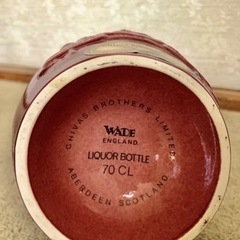 CHIVAS BROTHERS LIMITED
WADE
ENGLAND
LIQUOR BOTTLE
70 CL
ABERDEEN SCOTLAND